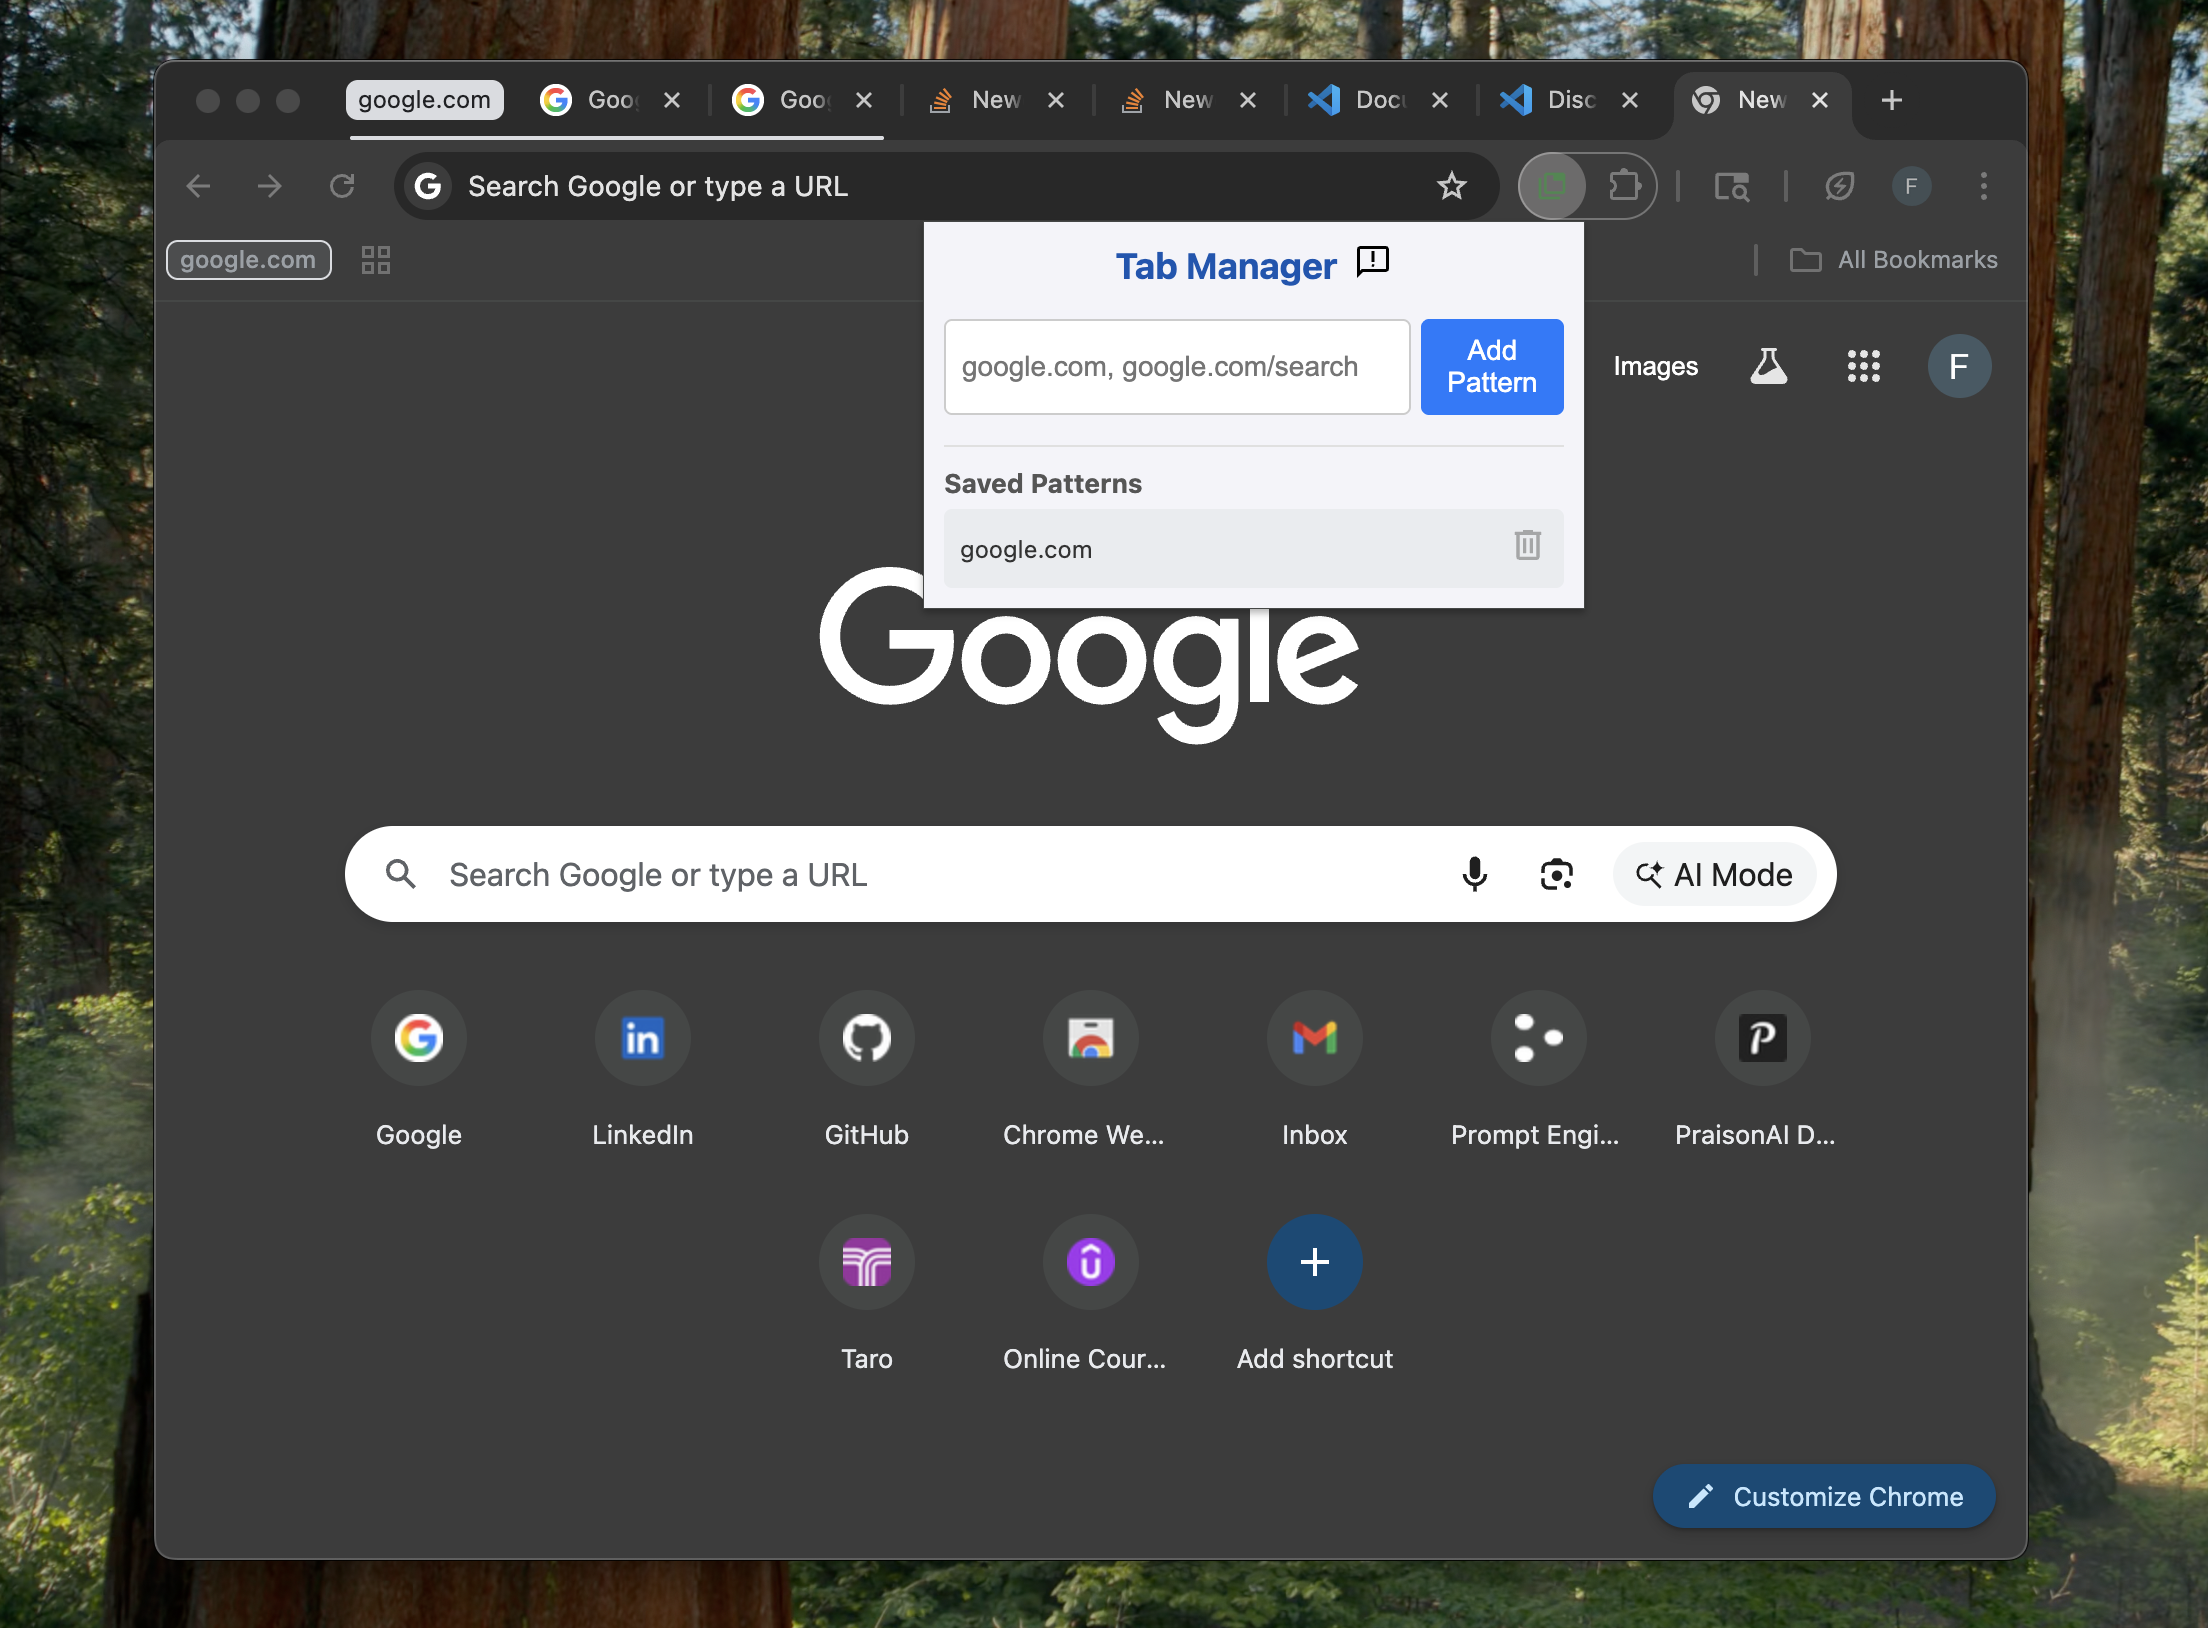 google.com
Goo
Goo
New
New
Docu
Disc
New
Search Google or type a URL
F
google.com
All Bookmarks
Tab Manager
google.com, google.com/search
Add
Pattern
Images
F
Saved Patterns
google.com
Google
Search Google or type a URL
AI Mode
Google
LinkedIn
GitHub
Chrome We...
Inbox
Prompt Engi...
PraisonAI D...
Taro
Online Cour...
Add shortcut
Customize Chrome